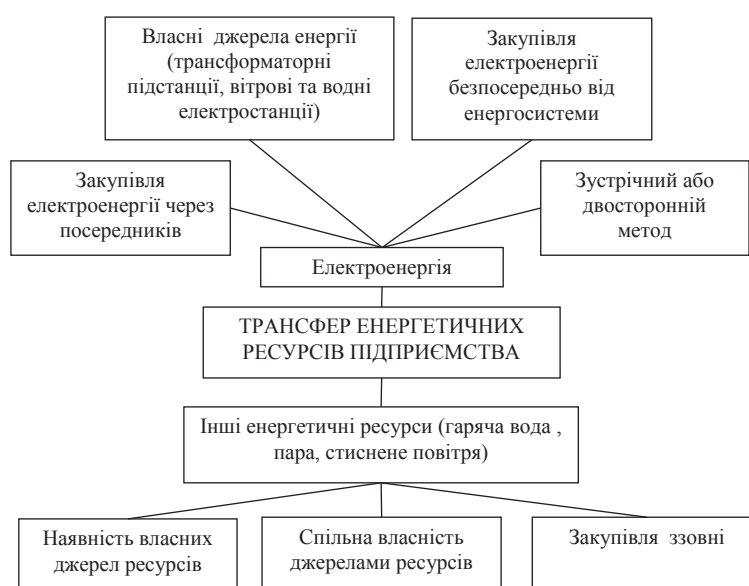 Власні джерела енергії
(трансформаторні
підстанції, вітрові та водні
електростанції)
Закупівля
електроенергії
безпосередньо від
енергосистеми
Закупівля
електроенергії через
посередників
Зустрічний або
двосторонній
метод
Електроенергія
ТРАНСФЕР ЕНЕРГЕТИЧНИХ
РЕСУРСІВ ПІДПРИЄМСТВА
Інші енергетичні ресурси (гаряча вода ,
пара, стиснене повітря)
Наявність власних
джерел ресурсів
Спільна власність
джерелами ресурсів
Закупівля ззовні